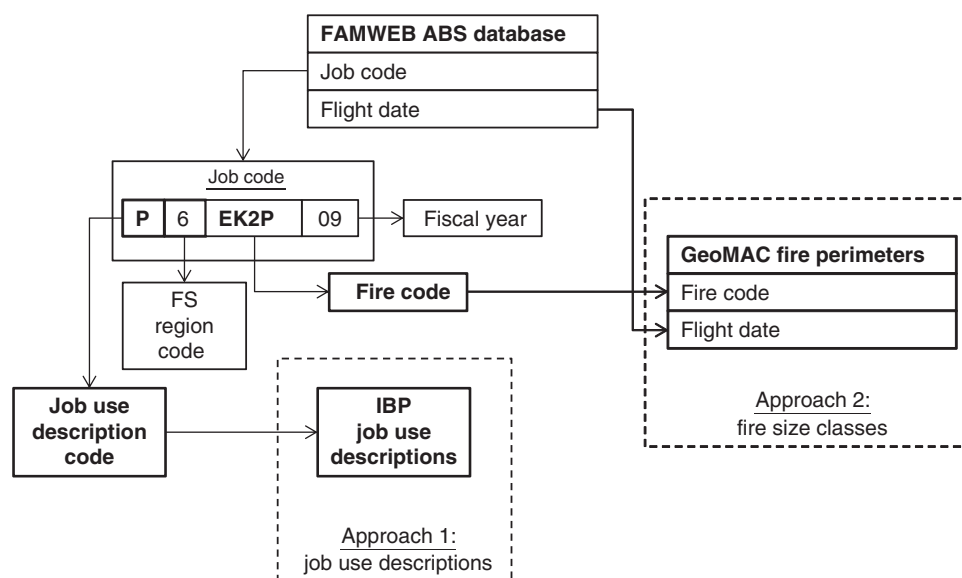 FAMWEB ABS database
Job code
Flight date
Job code
P 6 EK2P 09
Fiscal year
FS
region
code
Fire code
GeoMAC fire perimeters
Fire code
Flight date
Approach 2:
fire size classes
Job use
description
code
IBP
job use
descriptions
Approach 1:
job use descriptions